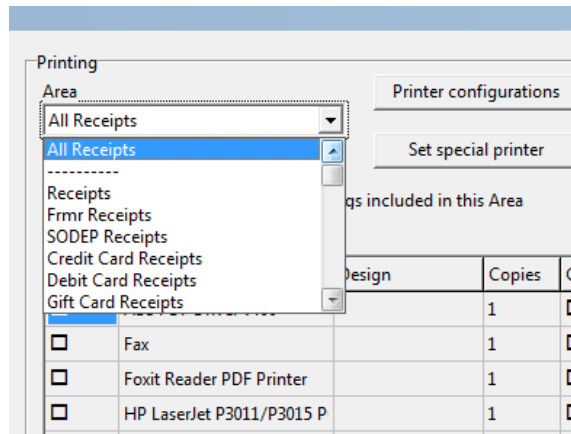 Printing
Area
Printer configurations
All Receipts
All Receipts
Set special printer
----------
Receipts
gs included in this Area
Frmr Receipts
SODEP Receipts
Credit Card Receipts
Debit Card Receipts
Design Copies
Gift Card Receipts
1
Fax 1
Foxit Reader PDF Printer 1
HP LaserJet P3011/P3015 P 1